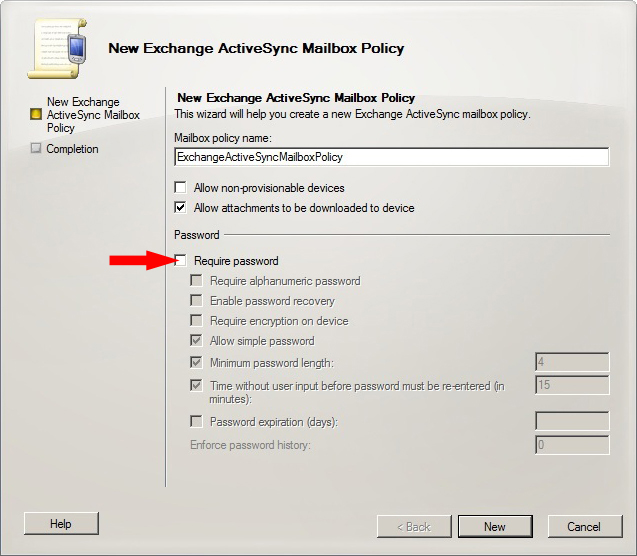 New Exchange ActiveSync Mailbox Policy
New Exchange
ActiveSync Mailbox
Policy
Completion
New Exchange ActiveSync Mailbox Policy
This wizard will help you create a new Exchange ActiveSync mailbox policy.
Mailbox policy name:
ExchangeActiveSyncMailboxPolicy
Allow non-provisionable devices
Allow attachments to be downloaded to device
Password
Require password
Require alphanumeric password
Enable password recovery
Require encryption on device
Allow simple password
Minimum password length: 4
Time without user input before password must be re-entered (in 15
minutes):
Password expiration (days):
Enforce password history: 0
Help < Back New Cancel